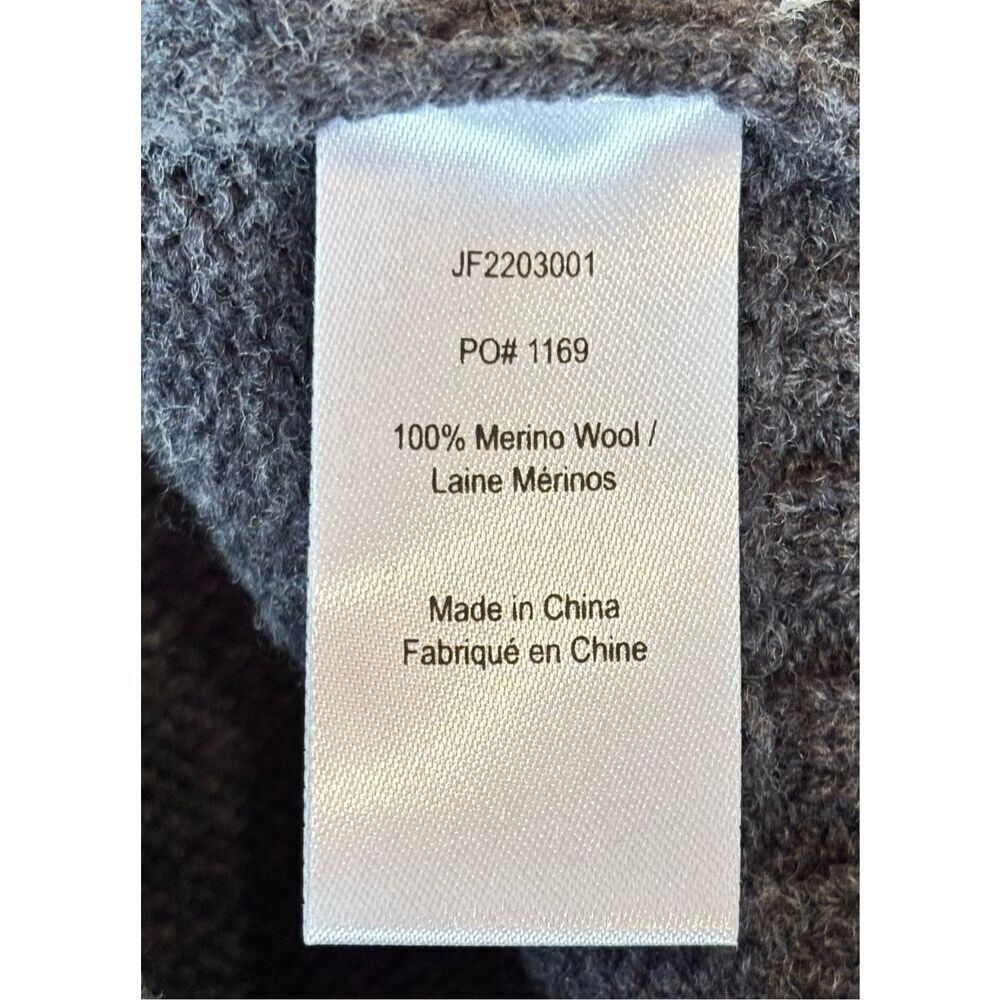 JF2203001
PO# 1169
100% Merino Wool /
Laine Mérinos
Made in China
Fabriqué en Chine